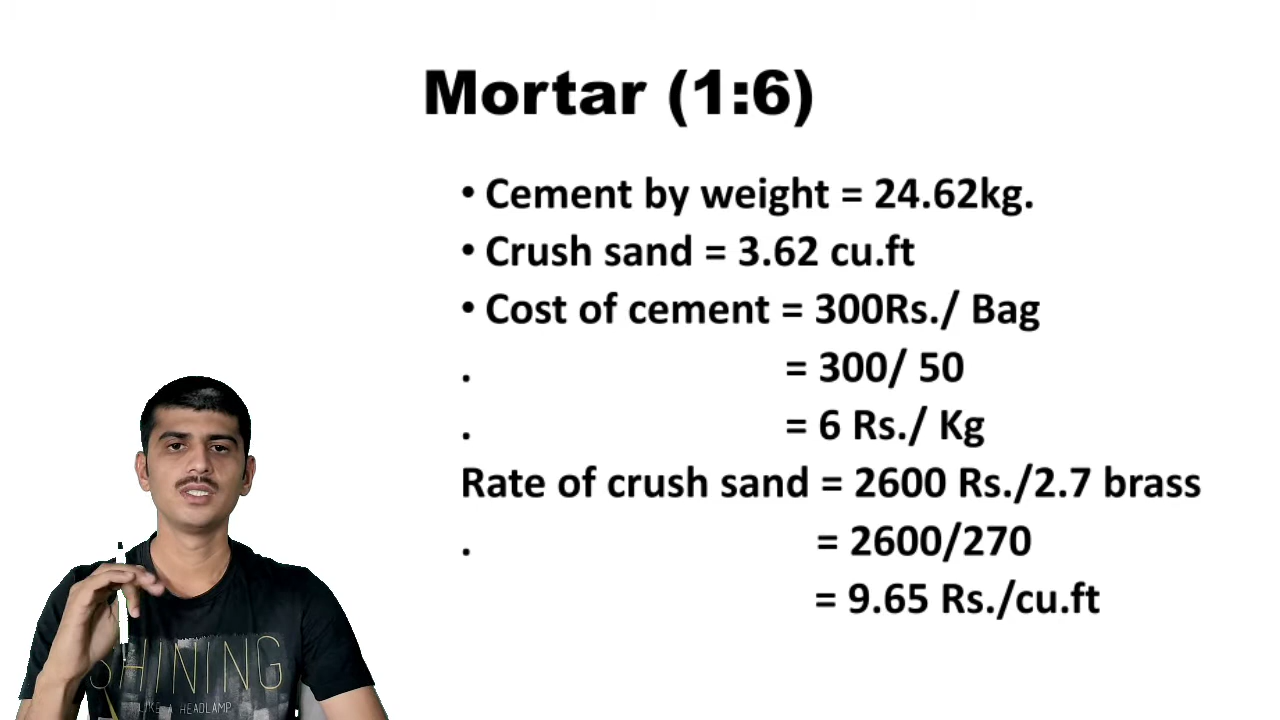 Mortar (1:6)
• Cement by weight = 24.62kg.
• Crush sand = 3.62 cu.ft
• Cost of cement = 300Rs./ Bag
. = 300/ 50
. = 6 Rs./ Kg
Rate of crush sand = 2600 Rs./2.7 brass
. = 2600/270
= 9.65 Rs./cu.ft
SHINING
LIKE A HEADLAMP